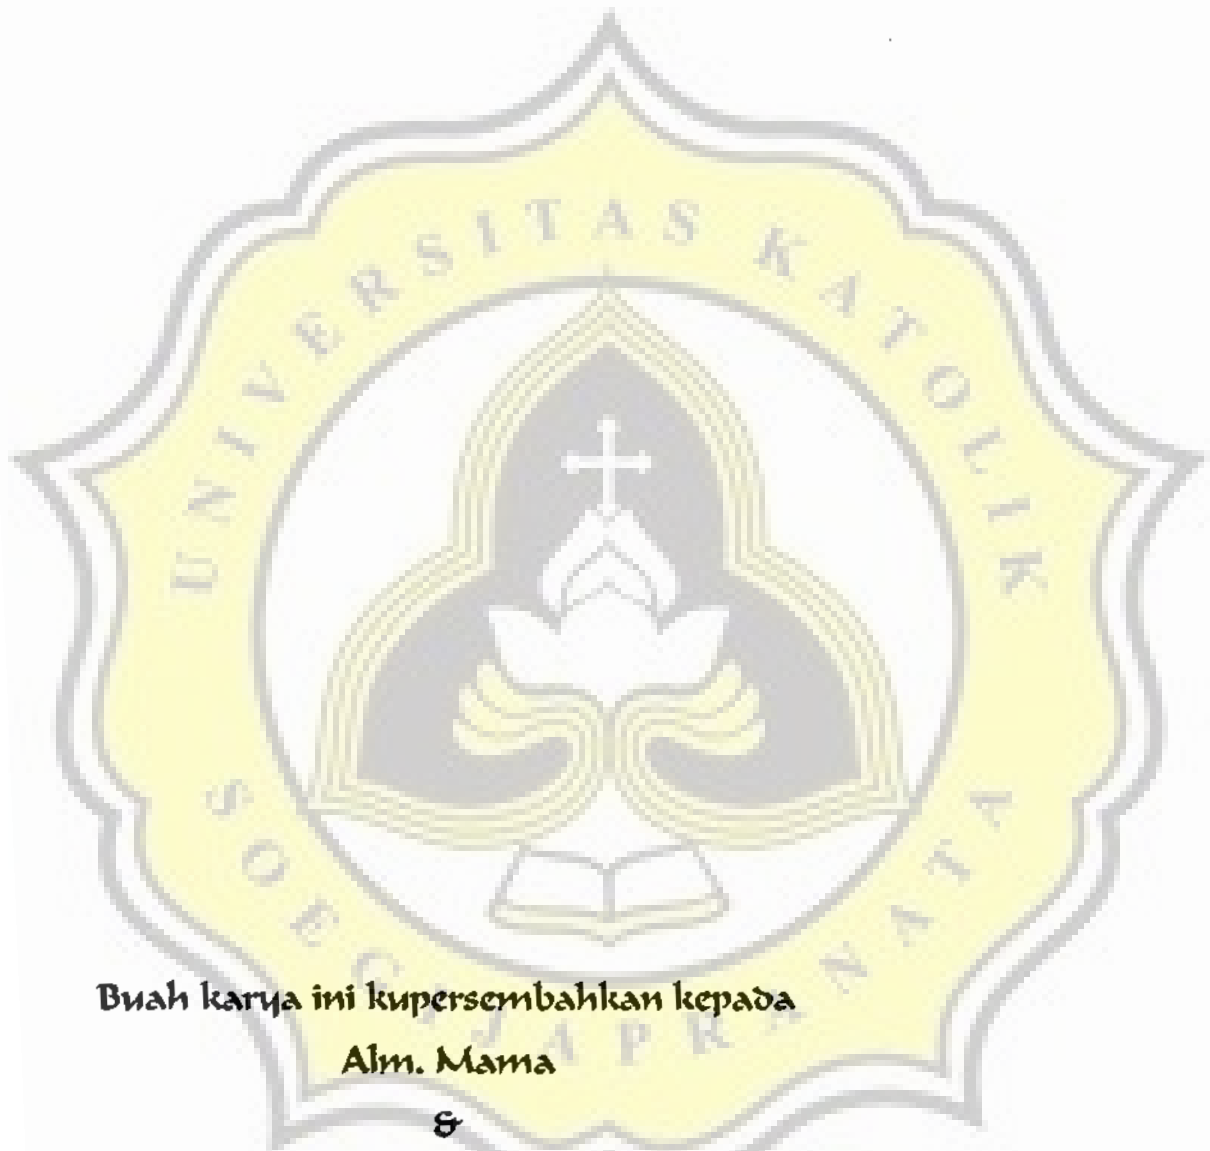 UNIVERSITAS KATOLIK
SOEGIJAPRANATA
Buah karya ini kupersembahkan kepada
Alm. Mama
&